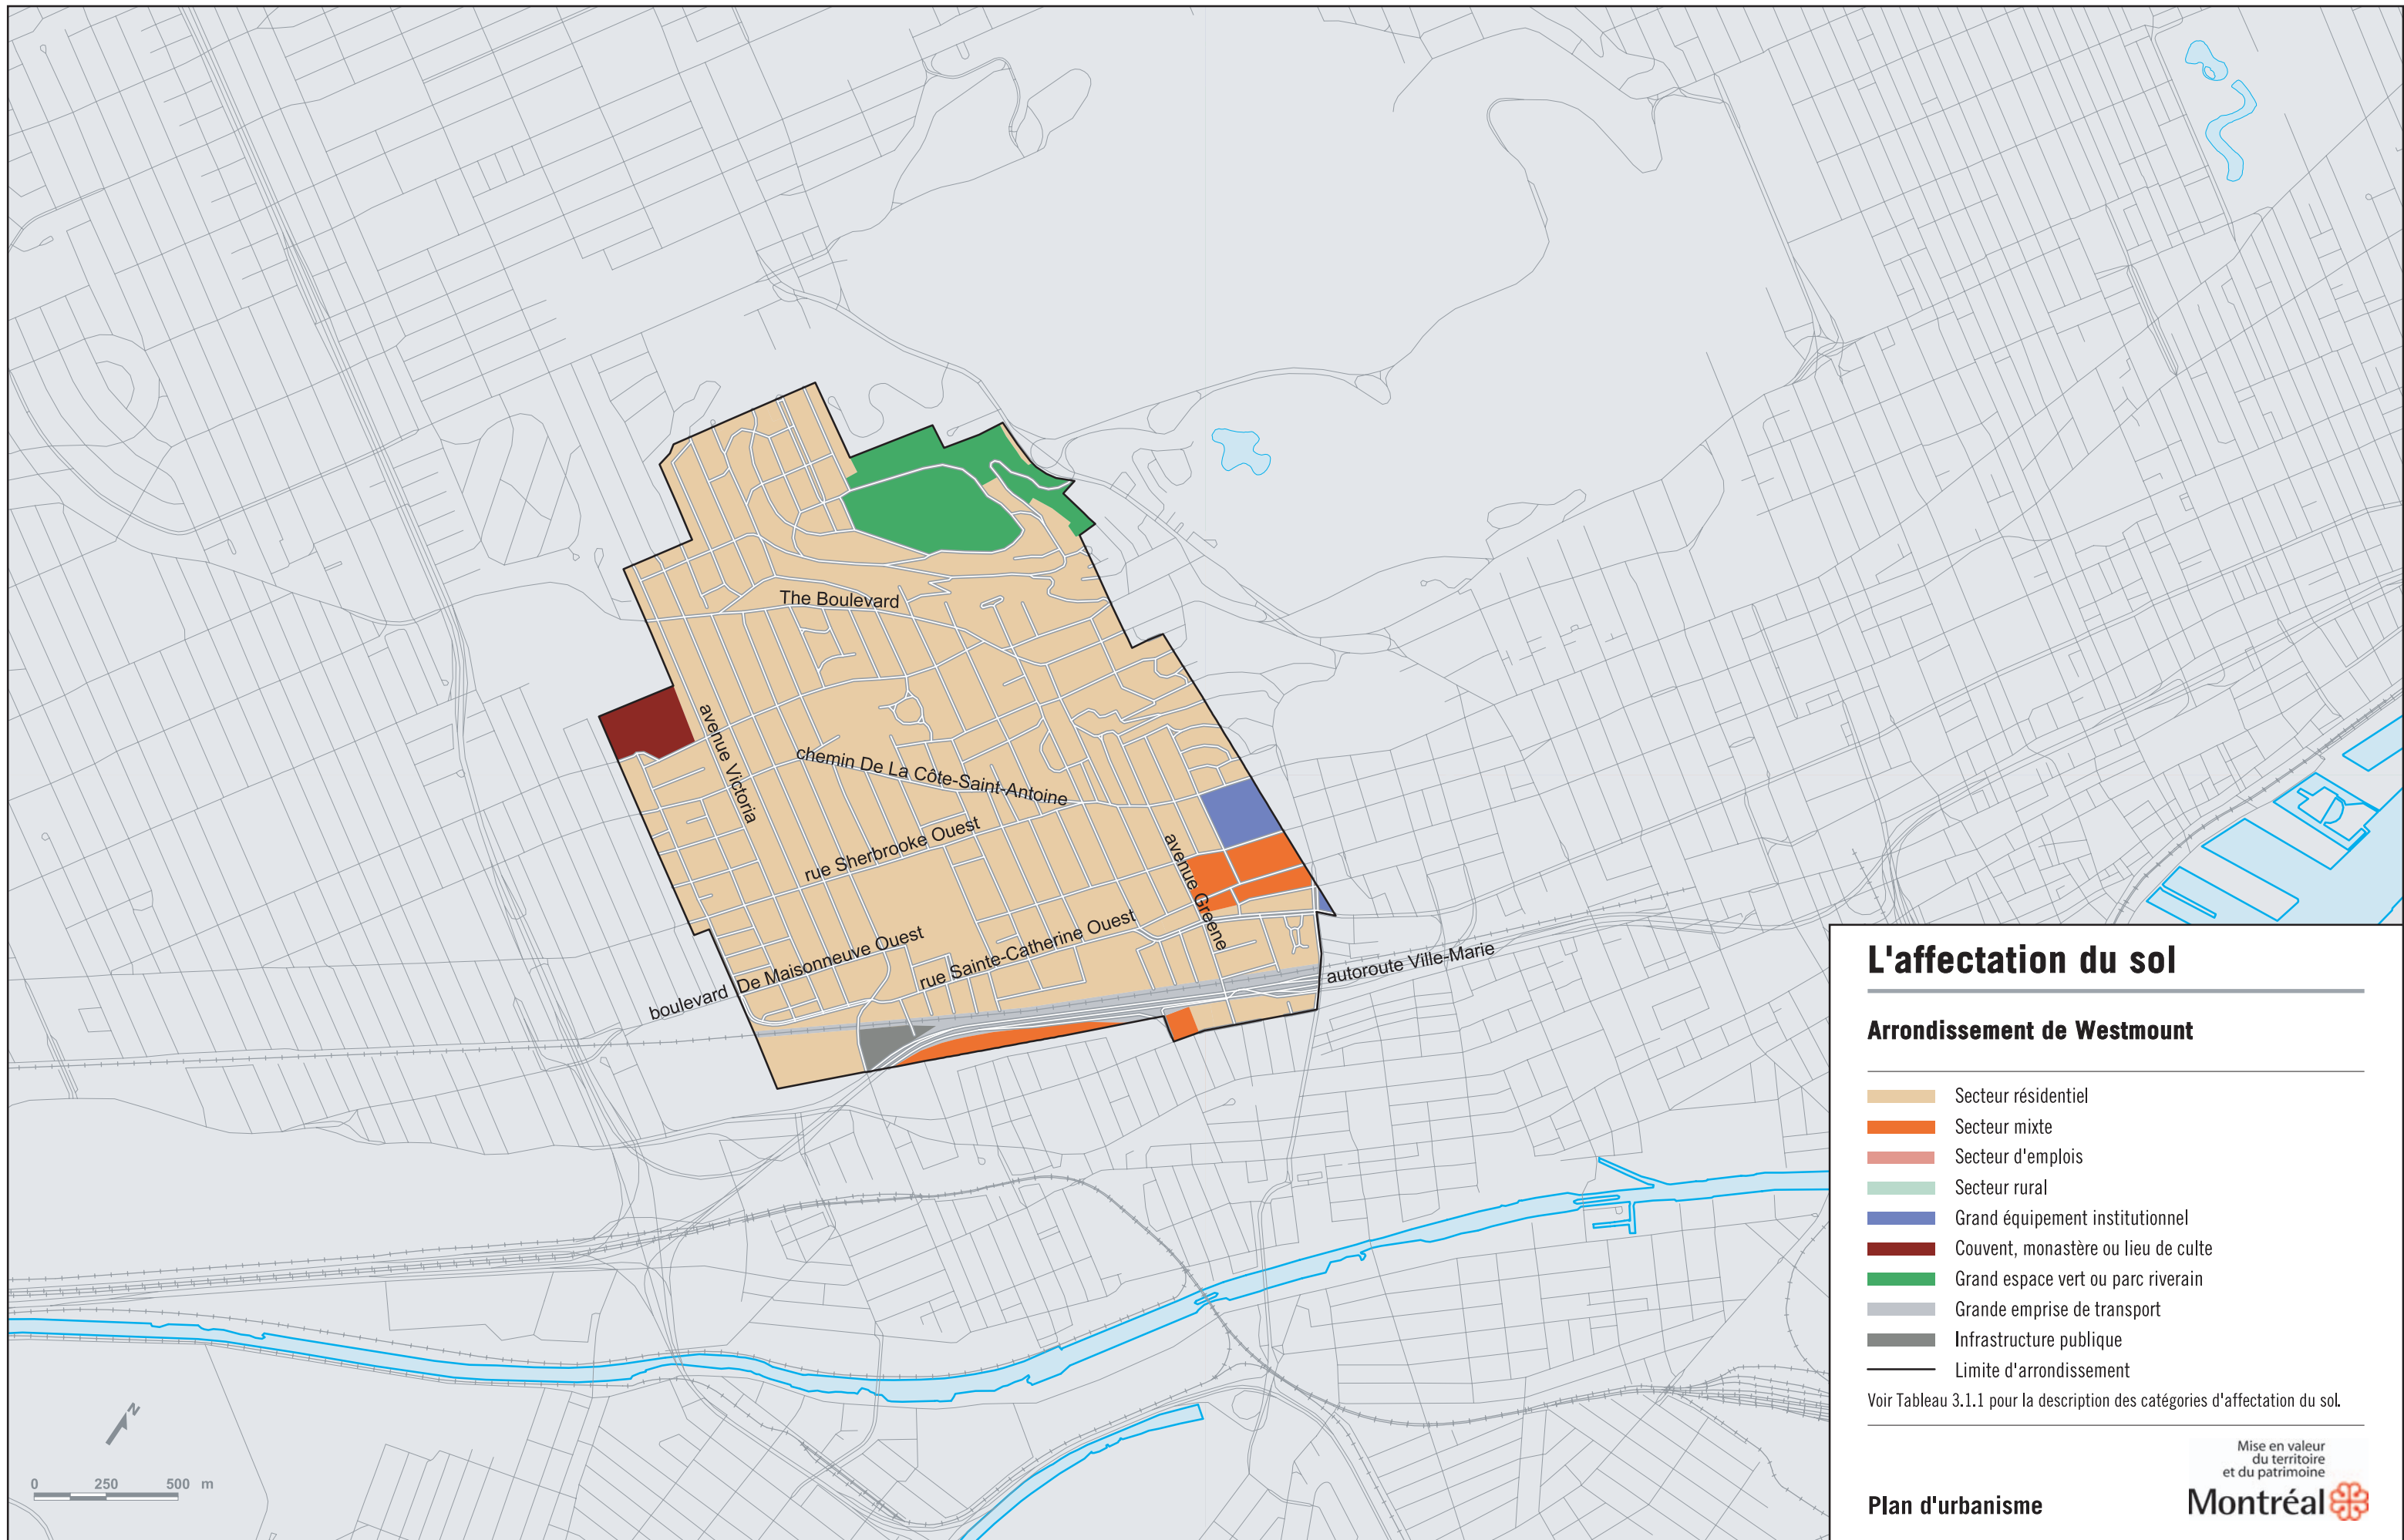 The Boulevard
avenue Victoria
chemin De La Côte-Saint-Antoine
rue Sherbrooke Ouest
avenue Greene
boulevard De Maisonneuve Ouest
rue Sainte-Catherine Ouest
autoroute Ville-Marie
L'affectation du sol
Arrondissement de Westmount
Secteur résidentiel
Secteur mixte
Secteur d'emplois
Secteur rural
Grand équipement institutionnel
Couvent, monastère ou lieu de culte
Grand espace vert ou parc riverain
Grande emprise de transport
Infrastructure publique
Limite d'arrondissement
Voir Tableau 3.1.1 pour la description des catégories d'affectation du sol.
N
0 250 500 m
Mise en valeur
du territoire
et du patrimoine
Plan d'urbanisme
Montréal